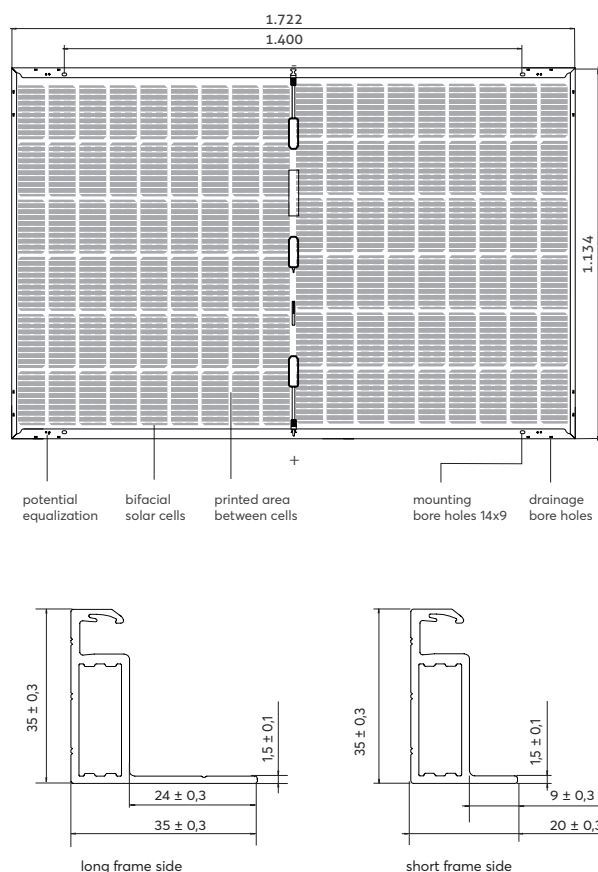 1.722
1.400
1.134
+
potential
equalization
bifacial
solar cells
printed area
between cells
mounting
bore holes 14x9
drainage
bore holes
35 ± 0,3
1,5 ± 0,1
24 ± 0,3
35 ± 0,3
long frame side
35 ± 0,3
1,5 ± 0,1
9 ± 0,3
20 ± 0,3
short frame side